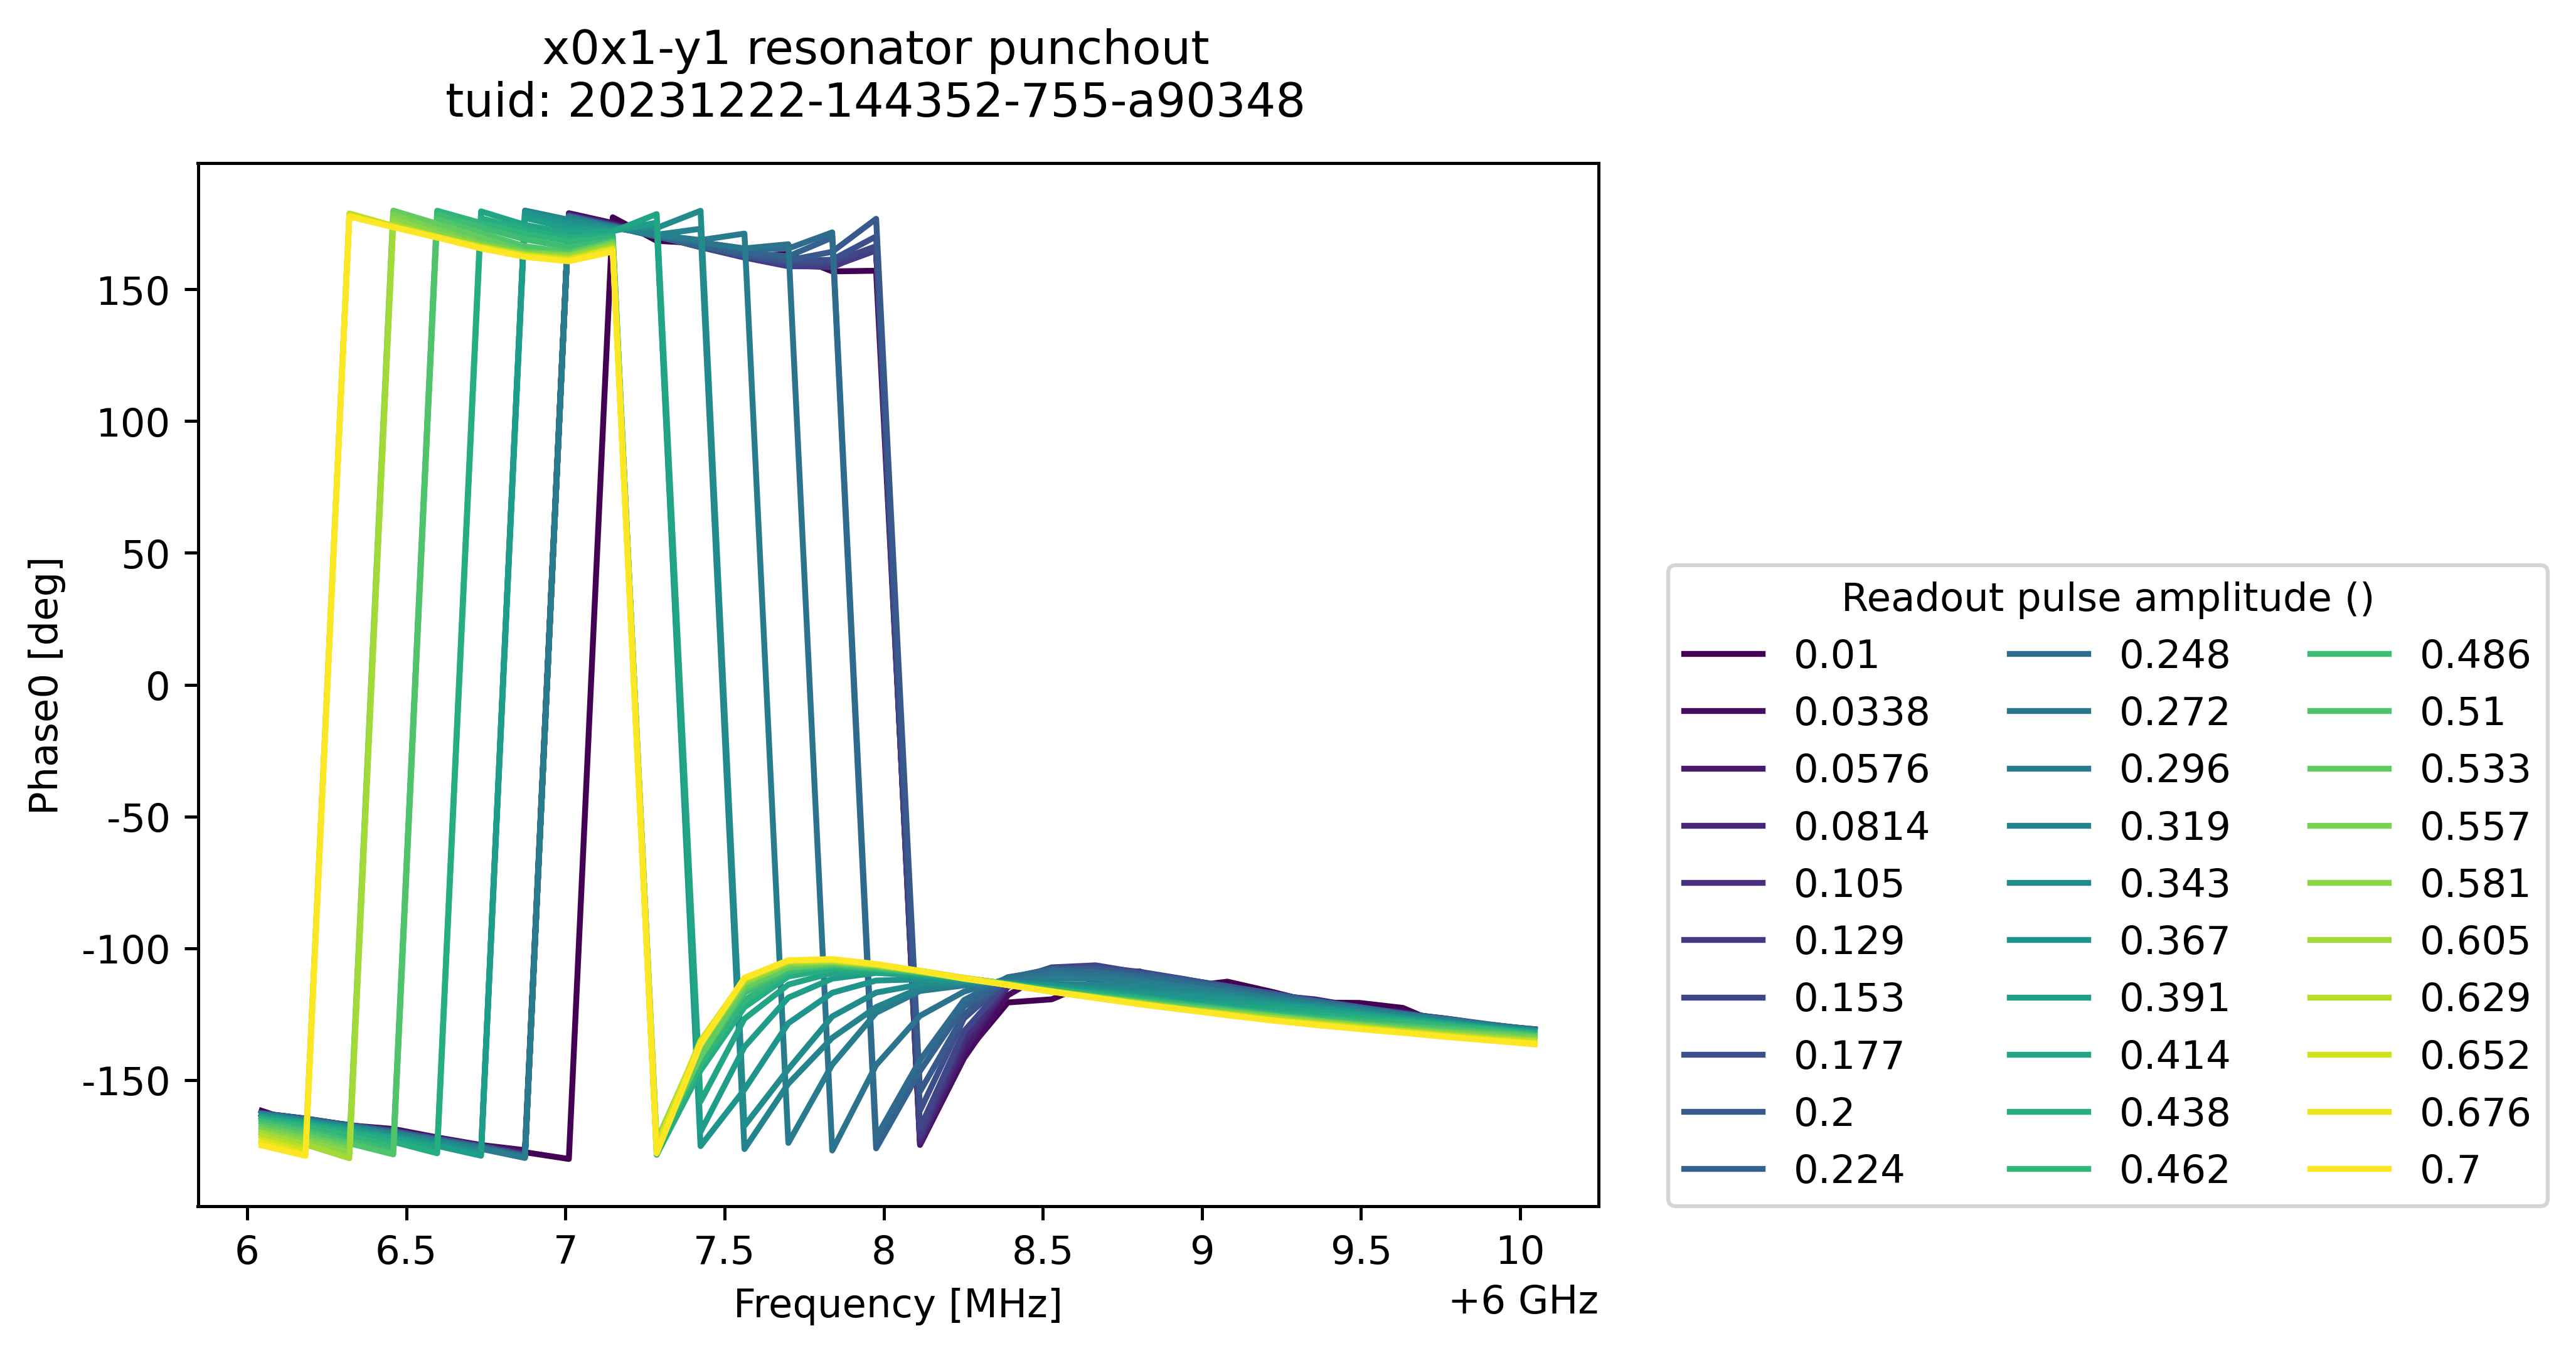 x0x1-y1 resonator punchout
tuid: 20231222-144352-755-a90348
Phase0 [deg]
150
100
50
0
-50
-100
-150
6 6.5 7 7.5 8 8.5 9 9.5 10
Frequency [MHz]
+6 GHz
Readout pulse amplitude ()
0.01 0.248 0.486
0.0338 0.272 0.51
0.0576 0.296 0.533
0.0814 0.319 0.557
0.105 0.343 0.581
0.129 0.367 0.605
0.153 0.391 0.629
0.177 0.414 0.652
0.2 0.438 0.676
0.224 0.462 0.7